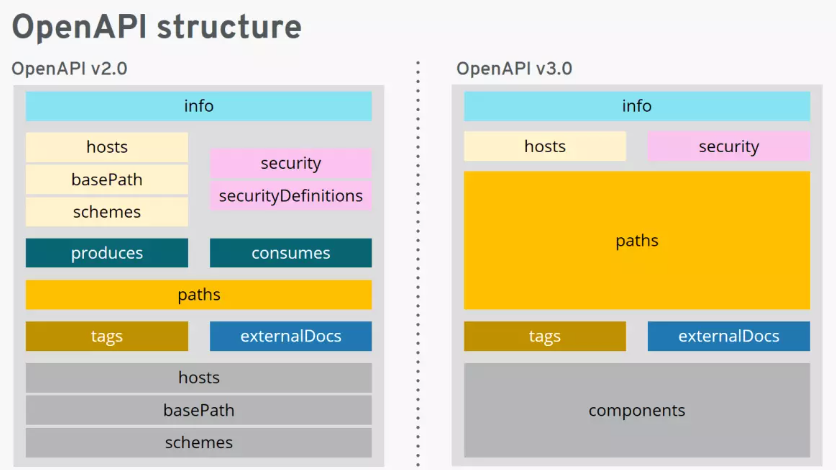 OpenAPI structure
OpenAPI v2.0
info
hosts
basePath
schemes
security
securityDefinitions
produces
consumes
paths
tags
externalDocs
hosts
basePath
schemes
OpenAPI v3.0
info
hosts
security
paths
tags
externalDocs
components